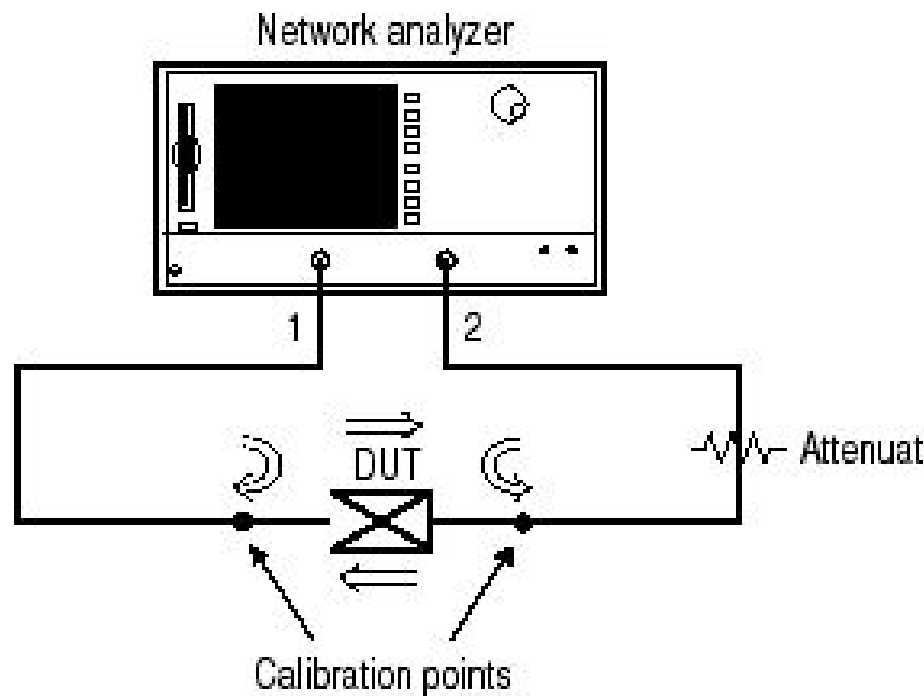 Network analyzer
1
2
DUT
Attenuat
Calibration points